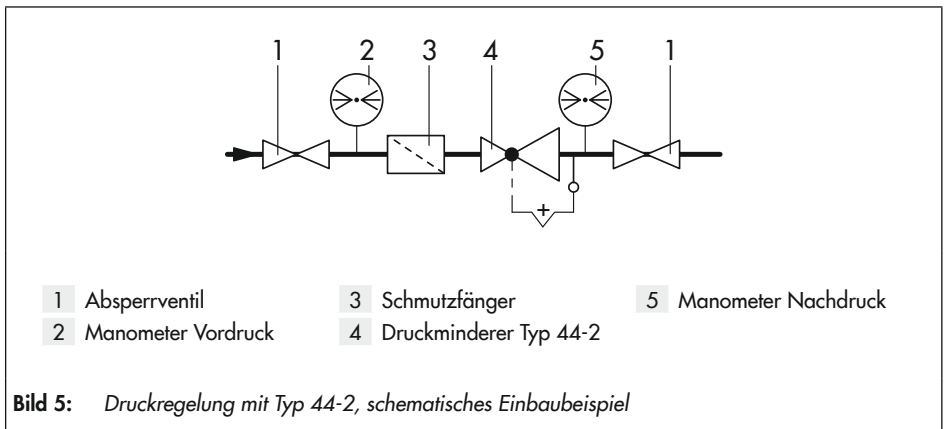 1 2 3 4 5 1
+
1 Absperrventil
2 Manometer Vordruck
3 Schmutzfänger
4 Druckminderer Typ 44-2
5 Manometer Nachdruck
Bild 5: Druckregelung mit Typ 44-2, schematisches Einbaubeispiel